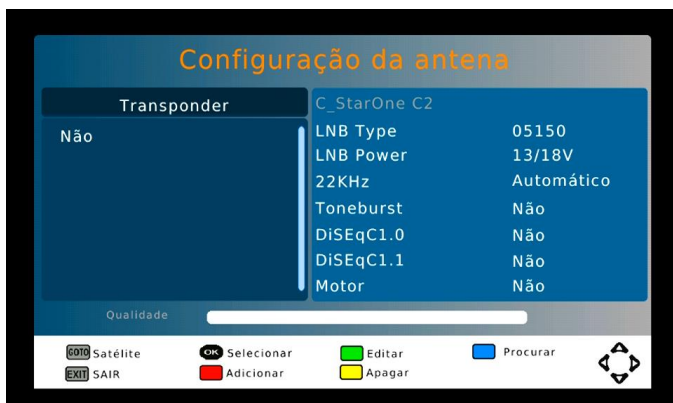 Configuração da antena
Transponder
Não
C_StarOne C2
LNB Type 05150
LNB Power 13/18V
22KHz Automático
Toneburst Não
DiSEqC1.0 Não
DiSEqC1.1 Não
Motor Não
Qualidade
GOTO Satélite OK Selecionar Editar Procurar
EXIT SAIR Adicionar Apagar